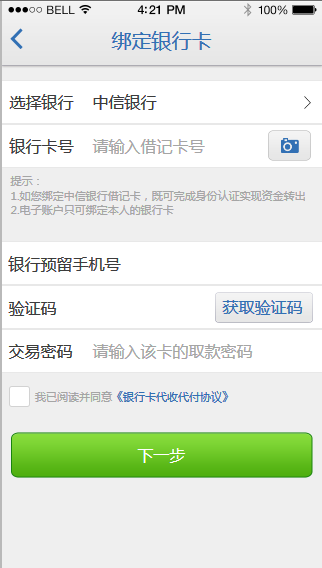 BELL 4:21 PM 100%
绑定银行卡
选择银行 中信银行
银行卡号 请输入借记卡号
提示：
1.如您绑定中信银行借记卡，既可完成身份认证实现资金转出
2.电子账户只可绑定本人的银行卡
银行预留手机号
验证码 获取验证码
交易密码 请输入该卡的取款密码
我已阅读并同意《银行卡代收代付协议》
下一步